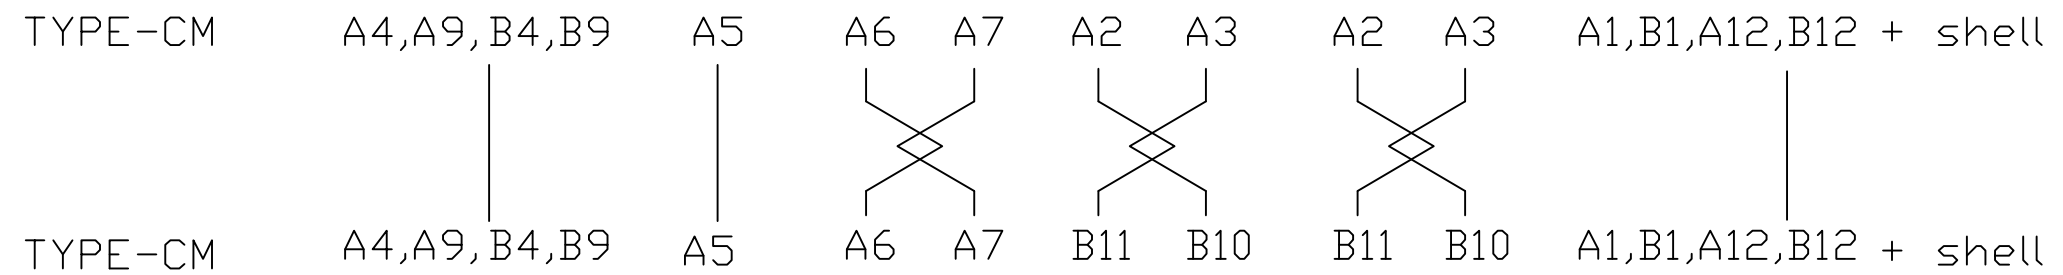 TYPE-CM A4,A9,B4,B9 A5 A6 A7 A2 A3 A2 A3 A1,B1,A12,B12 + shell
TYPE-CM A4,A9,B4,B9 A5 A6 A7 B11 B10 B11 B10 A1,B1,A12,B12 + shell